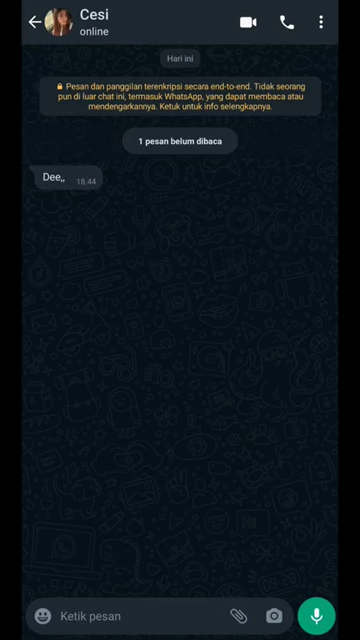 Cesi
online
Hari ini
Pesan dan panggilan terenkripsi secara end-to-end. Tidak seorang
pun di luar chat ini, termasuk WhatsApp, yang dapat membaca atau
mendengarkannya. Ketuk untuk info selengkapnya.
1 pesan belum dibaca
Dee,,
18.44
Ketik pesan